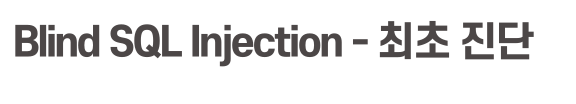 Blind SQL Injection - 최초 진단